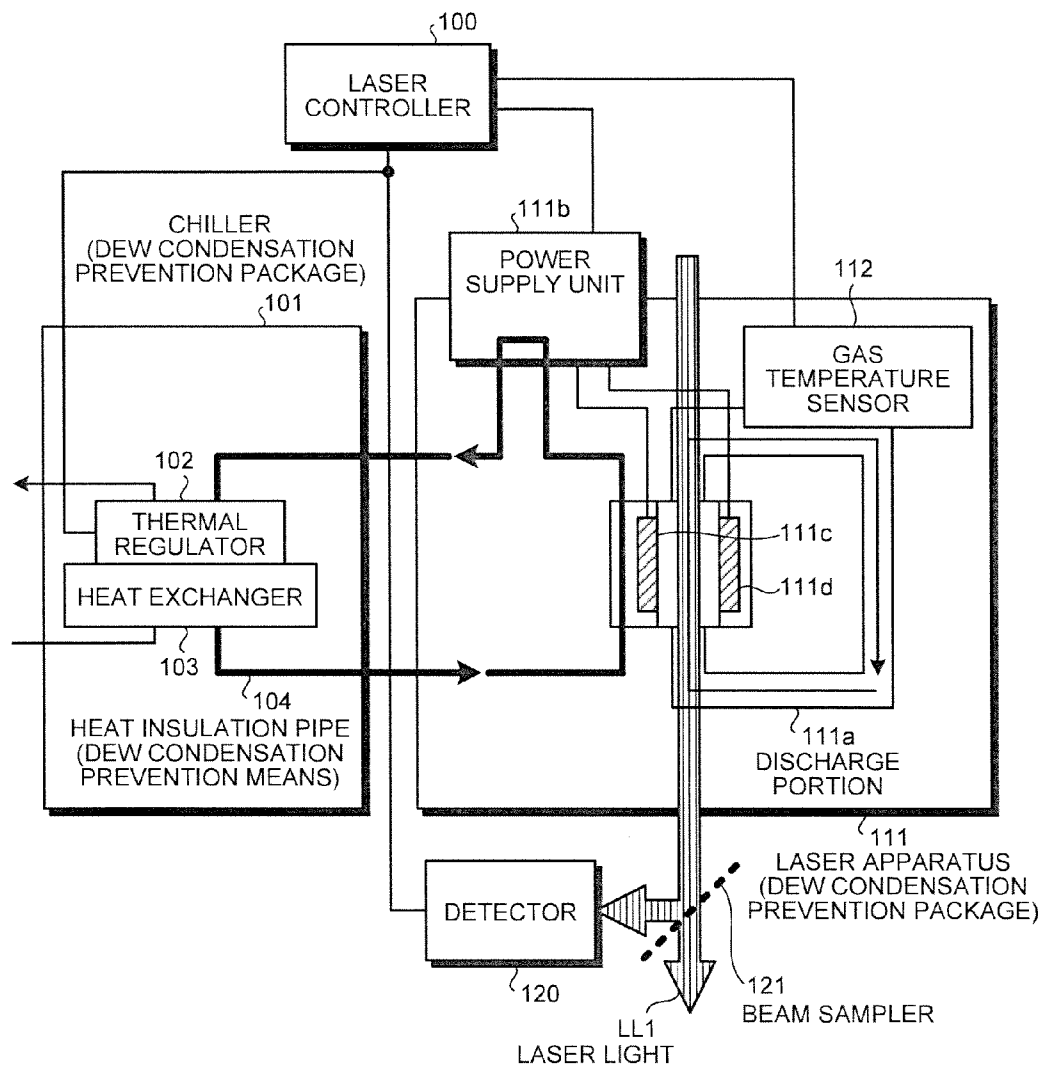 100
LASER
CONTROLLER
CHILLER
(DEW CONDENSATION
PREVENTION PACKAGE)
101
111b
POWER
SUPPLY UNIT
112
GAS
TEMPERATURE
SENSOR
102
THERMAL
REGULATOR
HEAT EXCHANGER
103
104
HEAT INSULATION PIPE
(DEW CONDENSATION
PREVENTION MEANS)
111c
111d
111a
DISCHARGE
PORTION
111
LASER APPARATUS
(DEW CONDENSATION
PREVENTION PACKAGE)
DETECTOR
120
121
BEAM SAMPLER
LL1
LASER LIGHT